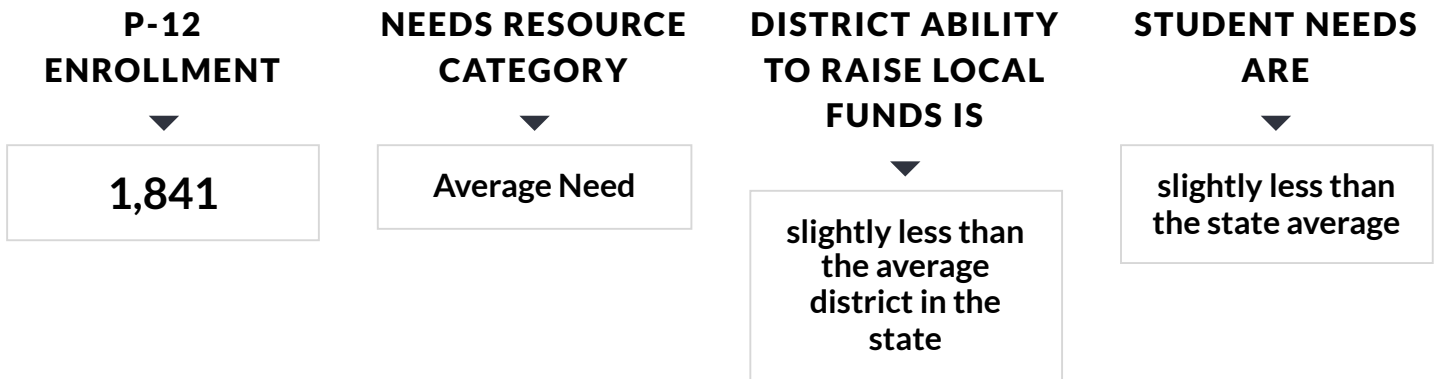 P-12
ENROLLMENT
1,841
NEEDS RESOURCE
CATEGORY
Average Need
DISTRICT ABILITY
TO RAISE LOCAL
FUNDS IS
slightly less than
the average
district in the
state
STUDENT NEEDS
ARE
slightly less than
the state average